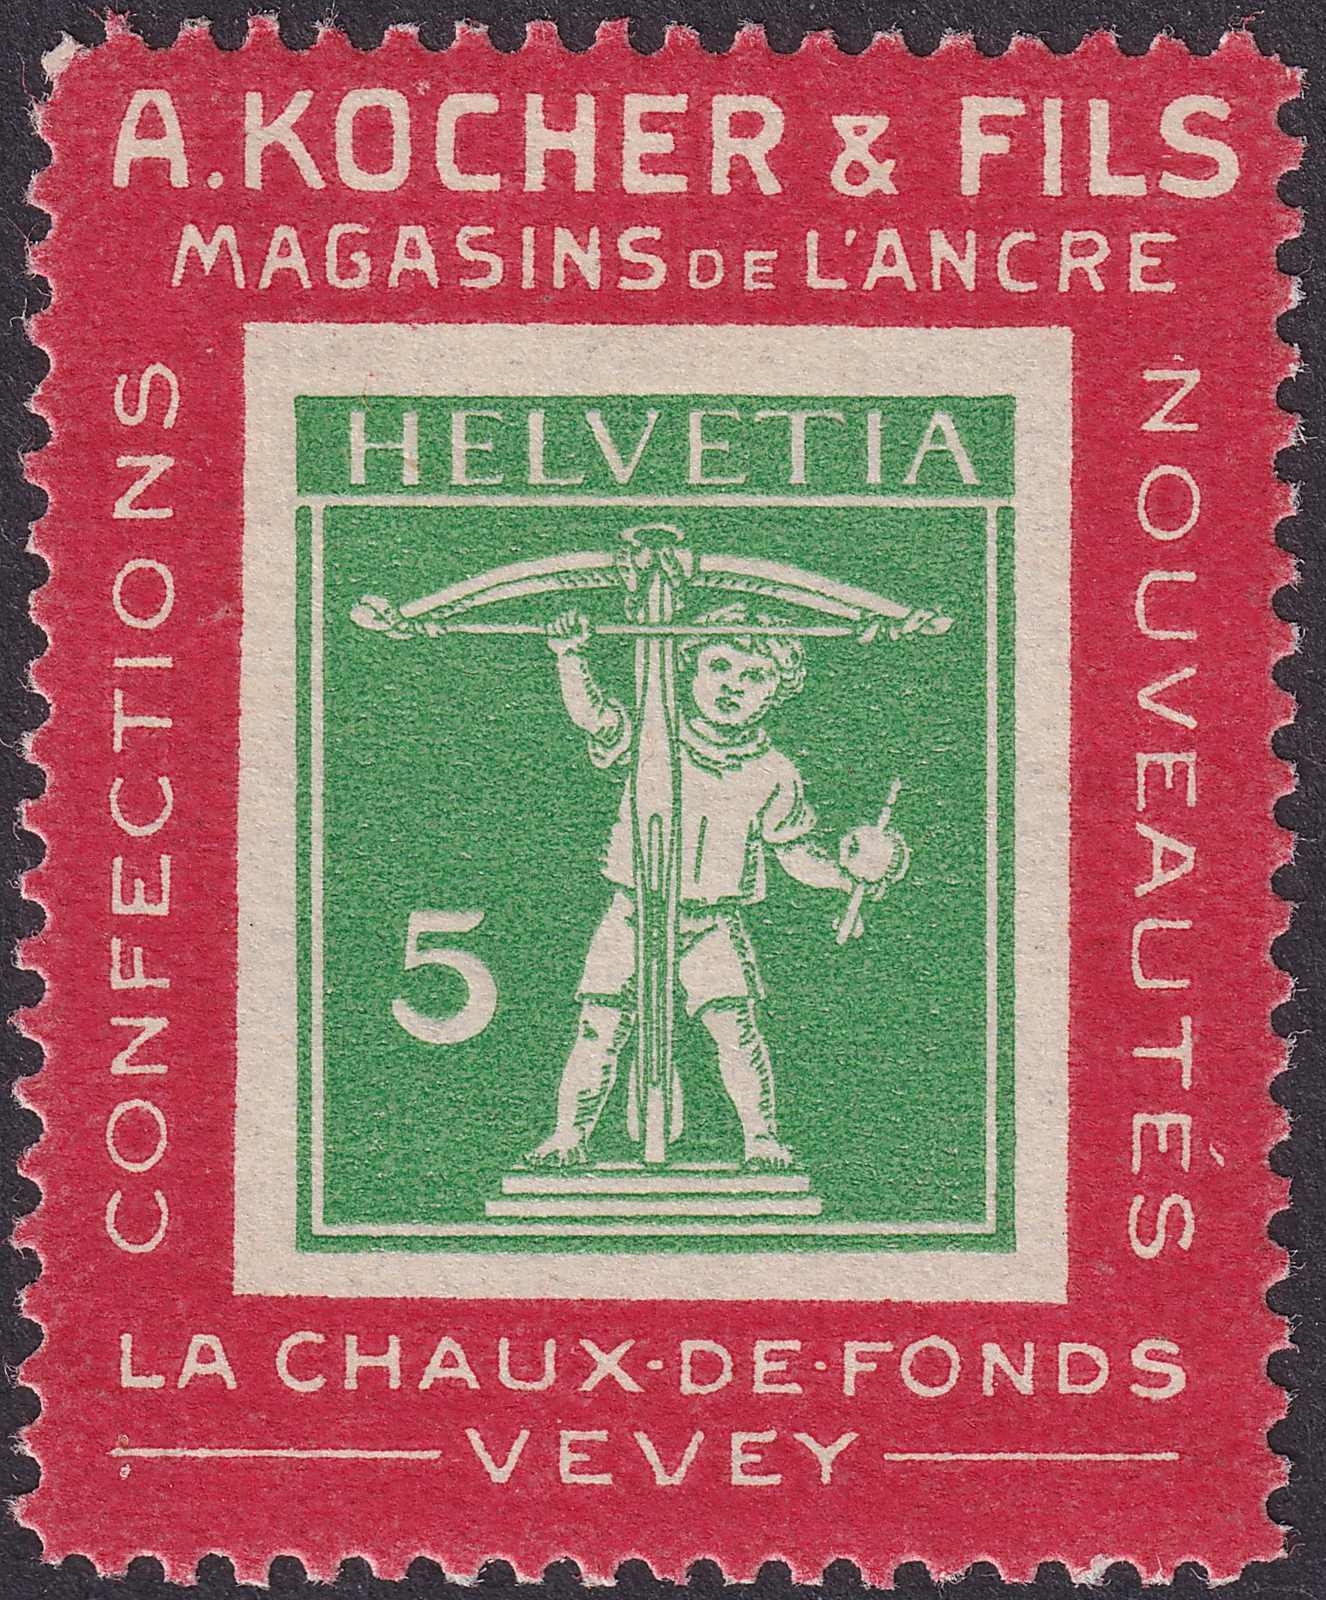 A. KOCHER & FILS
MAGASINS DE L'ANCRE
CONFECTIONS
NOUVEAUTÉS
HELVETIA
5
LA CHAUX-DE-FONDS
VEVEY